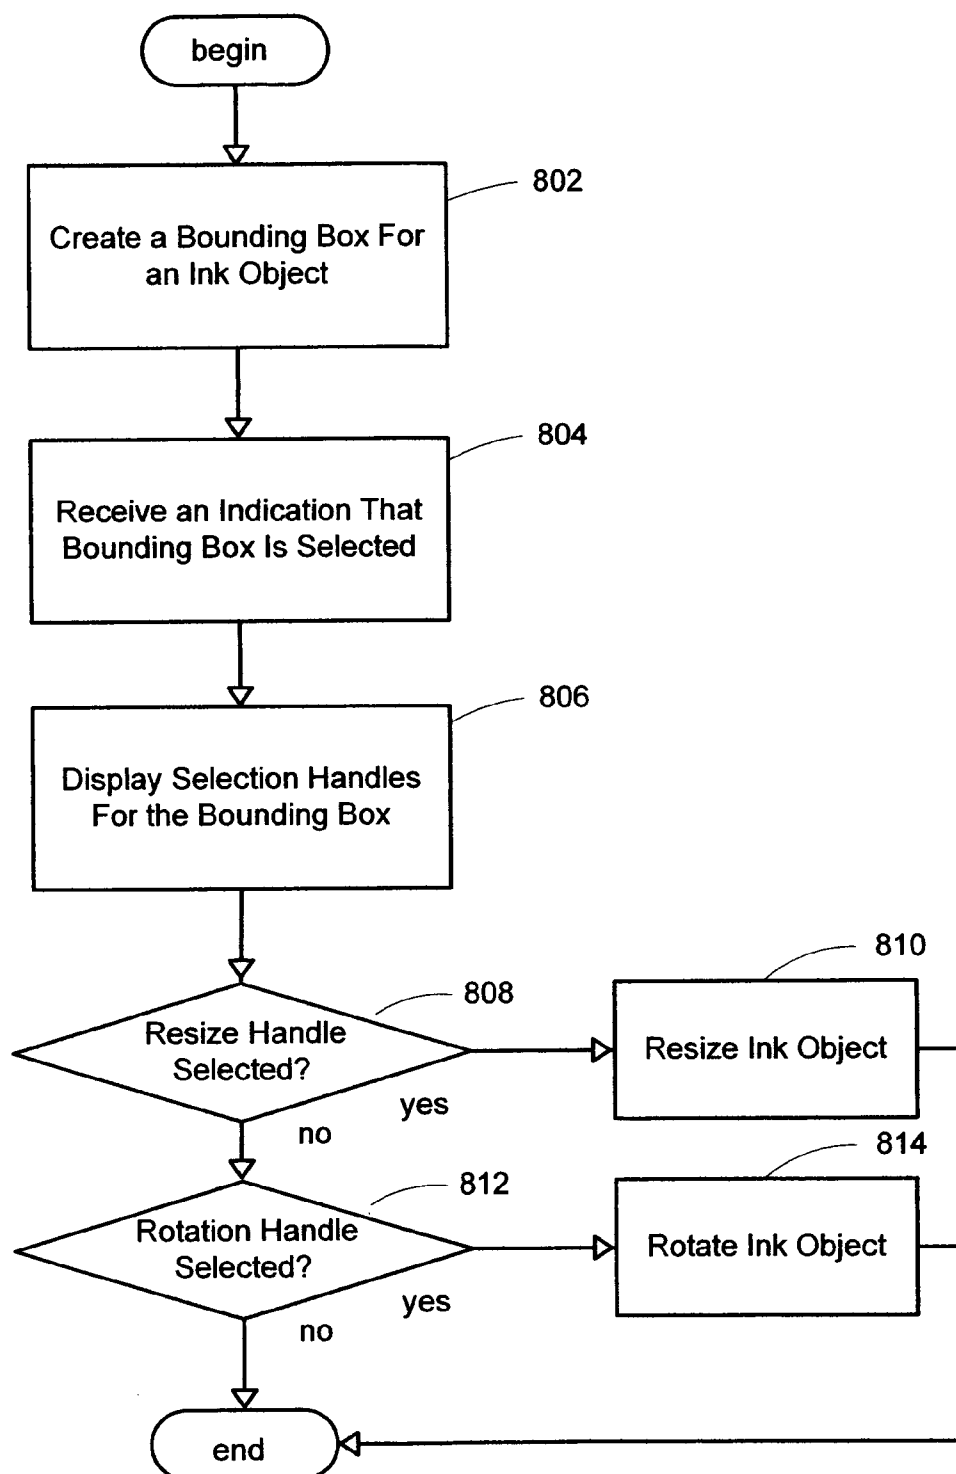 begin
802
Create a Bounding Box For
an Ink Object
804
Receive an Indication That
Bounding Box Is Selected
806
Display Selection Handles
For the Bounding Box
808
Resize Handle
Selected?
yes
no
810
Resize Ink Object
812
Rotation Handle
Selected?
yes
no
814
Rotate Ink Object
end